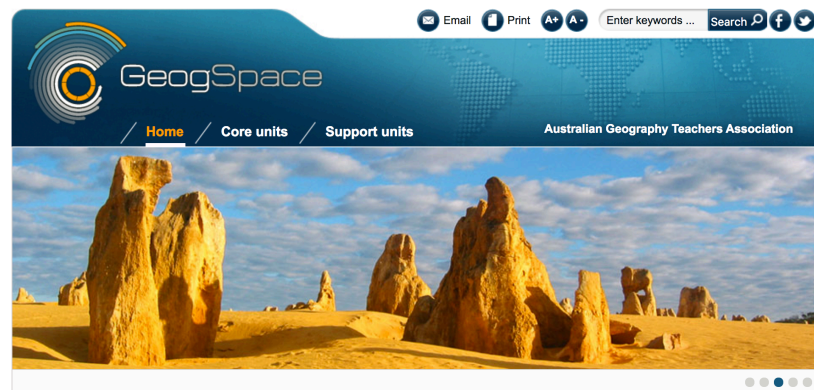 Email Print A+ A - Enter keywords ... Search
GeogSpace
Home Core units Support units Australian Geography Teachers Association